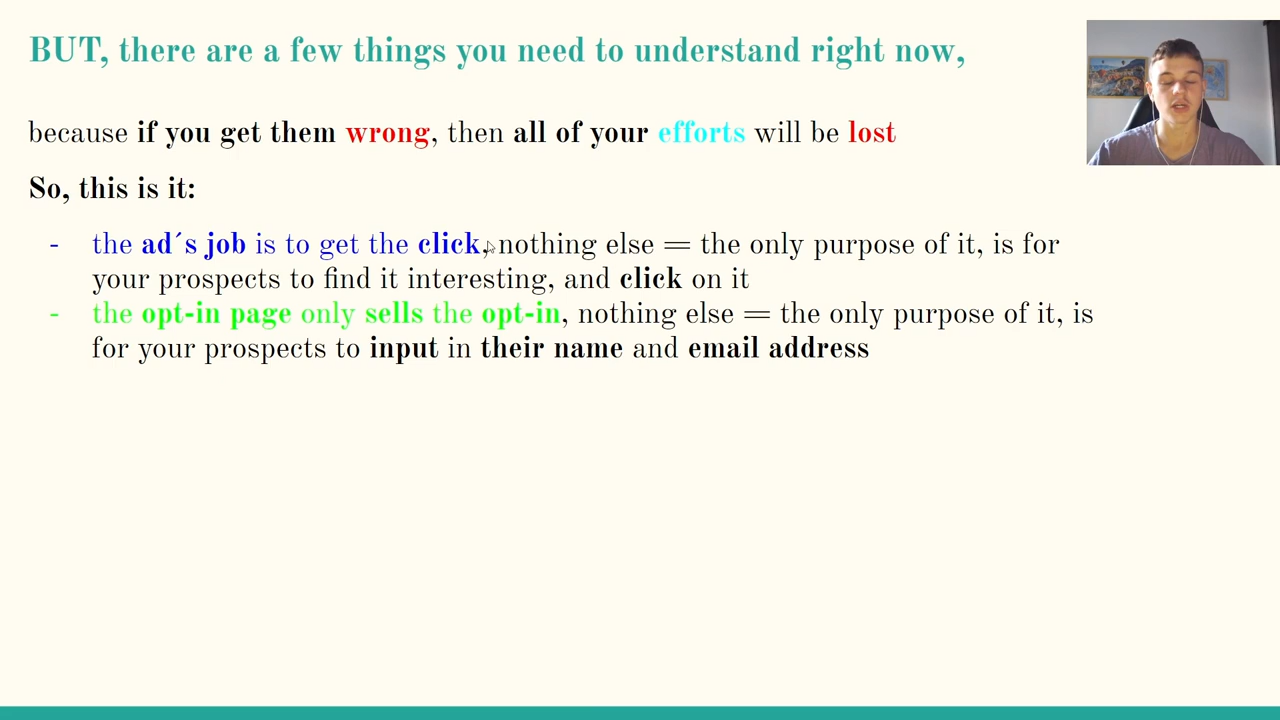 BUT, there are a few things you need to understand right now,
because if you get them wrong, then all of your efforts will be lost
So, this is it:
- the ad´s job is to get the click, nothing else = the only purpose of it, is for
your prospects to find it interesting, and click on it
- the opt-in page only sells the opt-in, nothing else = the only purpose of it, is
for your prospects to input in their name and email address